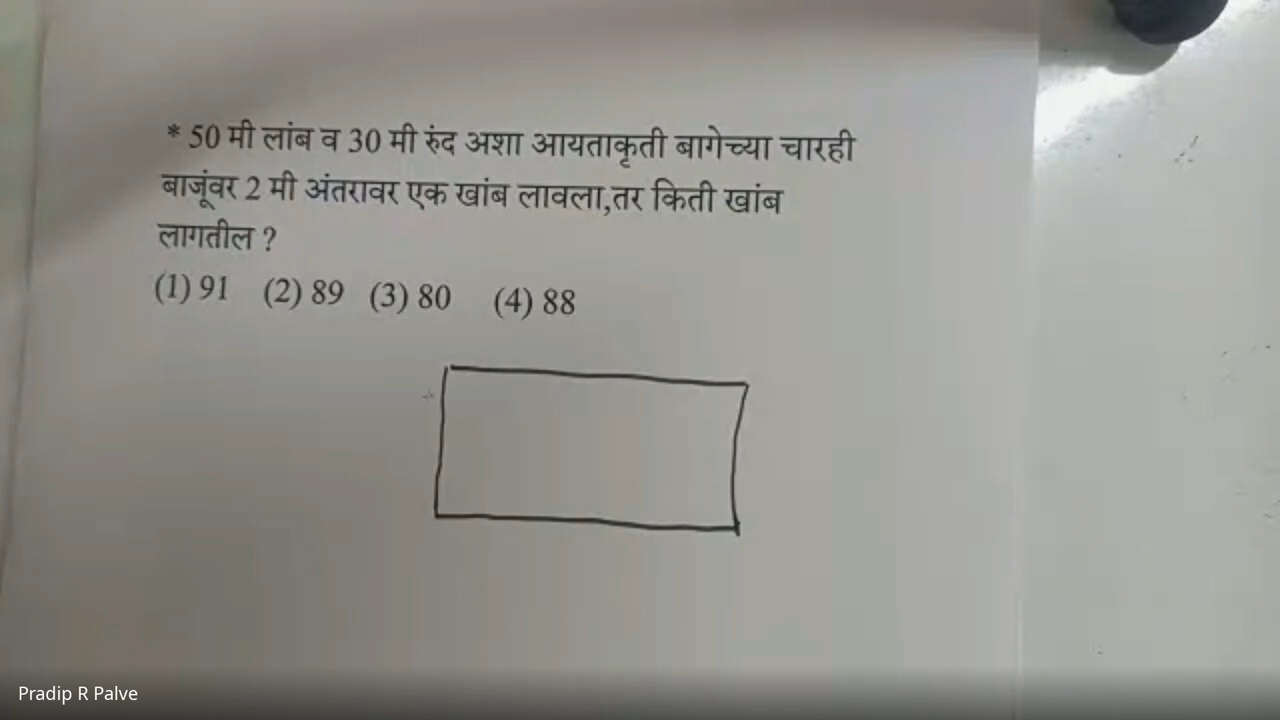 * 50 मी लांब व 30 मी रुंद अशा आयताकृती बागेच्या चारही
बाजूंवर 2 मी अंतरावर एक खांब लावला,तर किती खांब
लागतील ?
(1) 91 (2) 89 (3) 80 (4) 88
Pradip R Palve